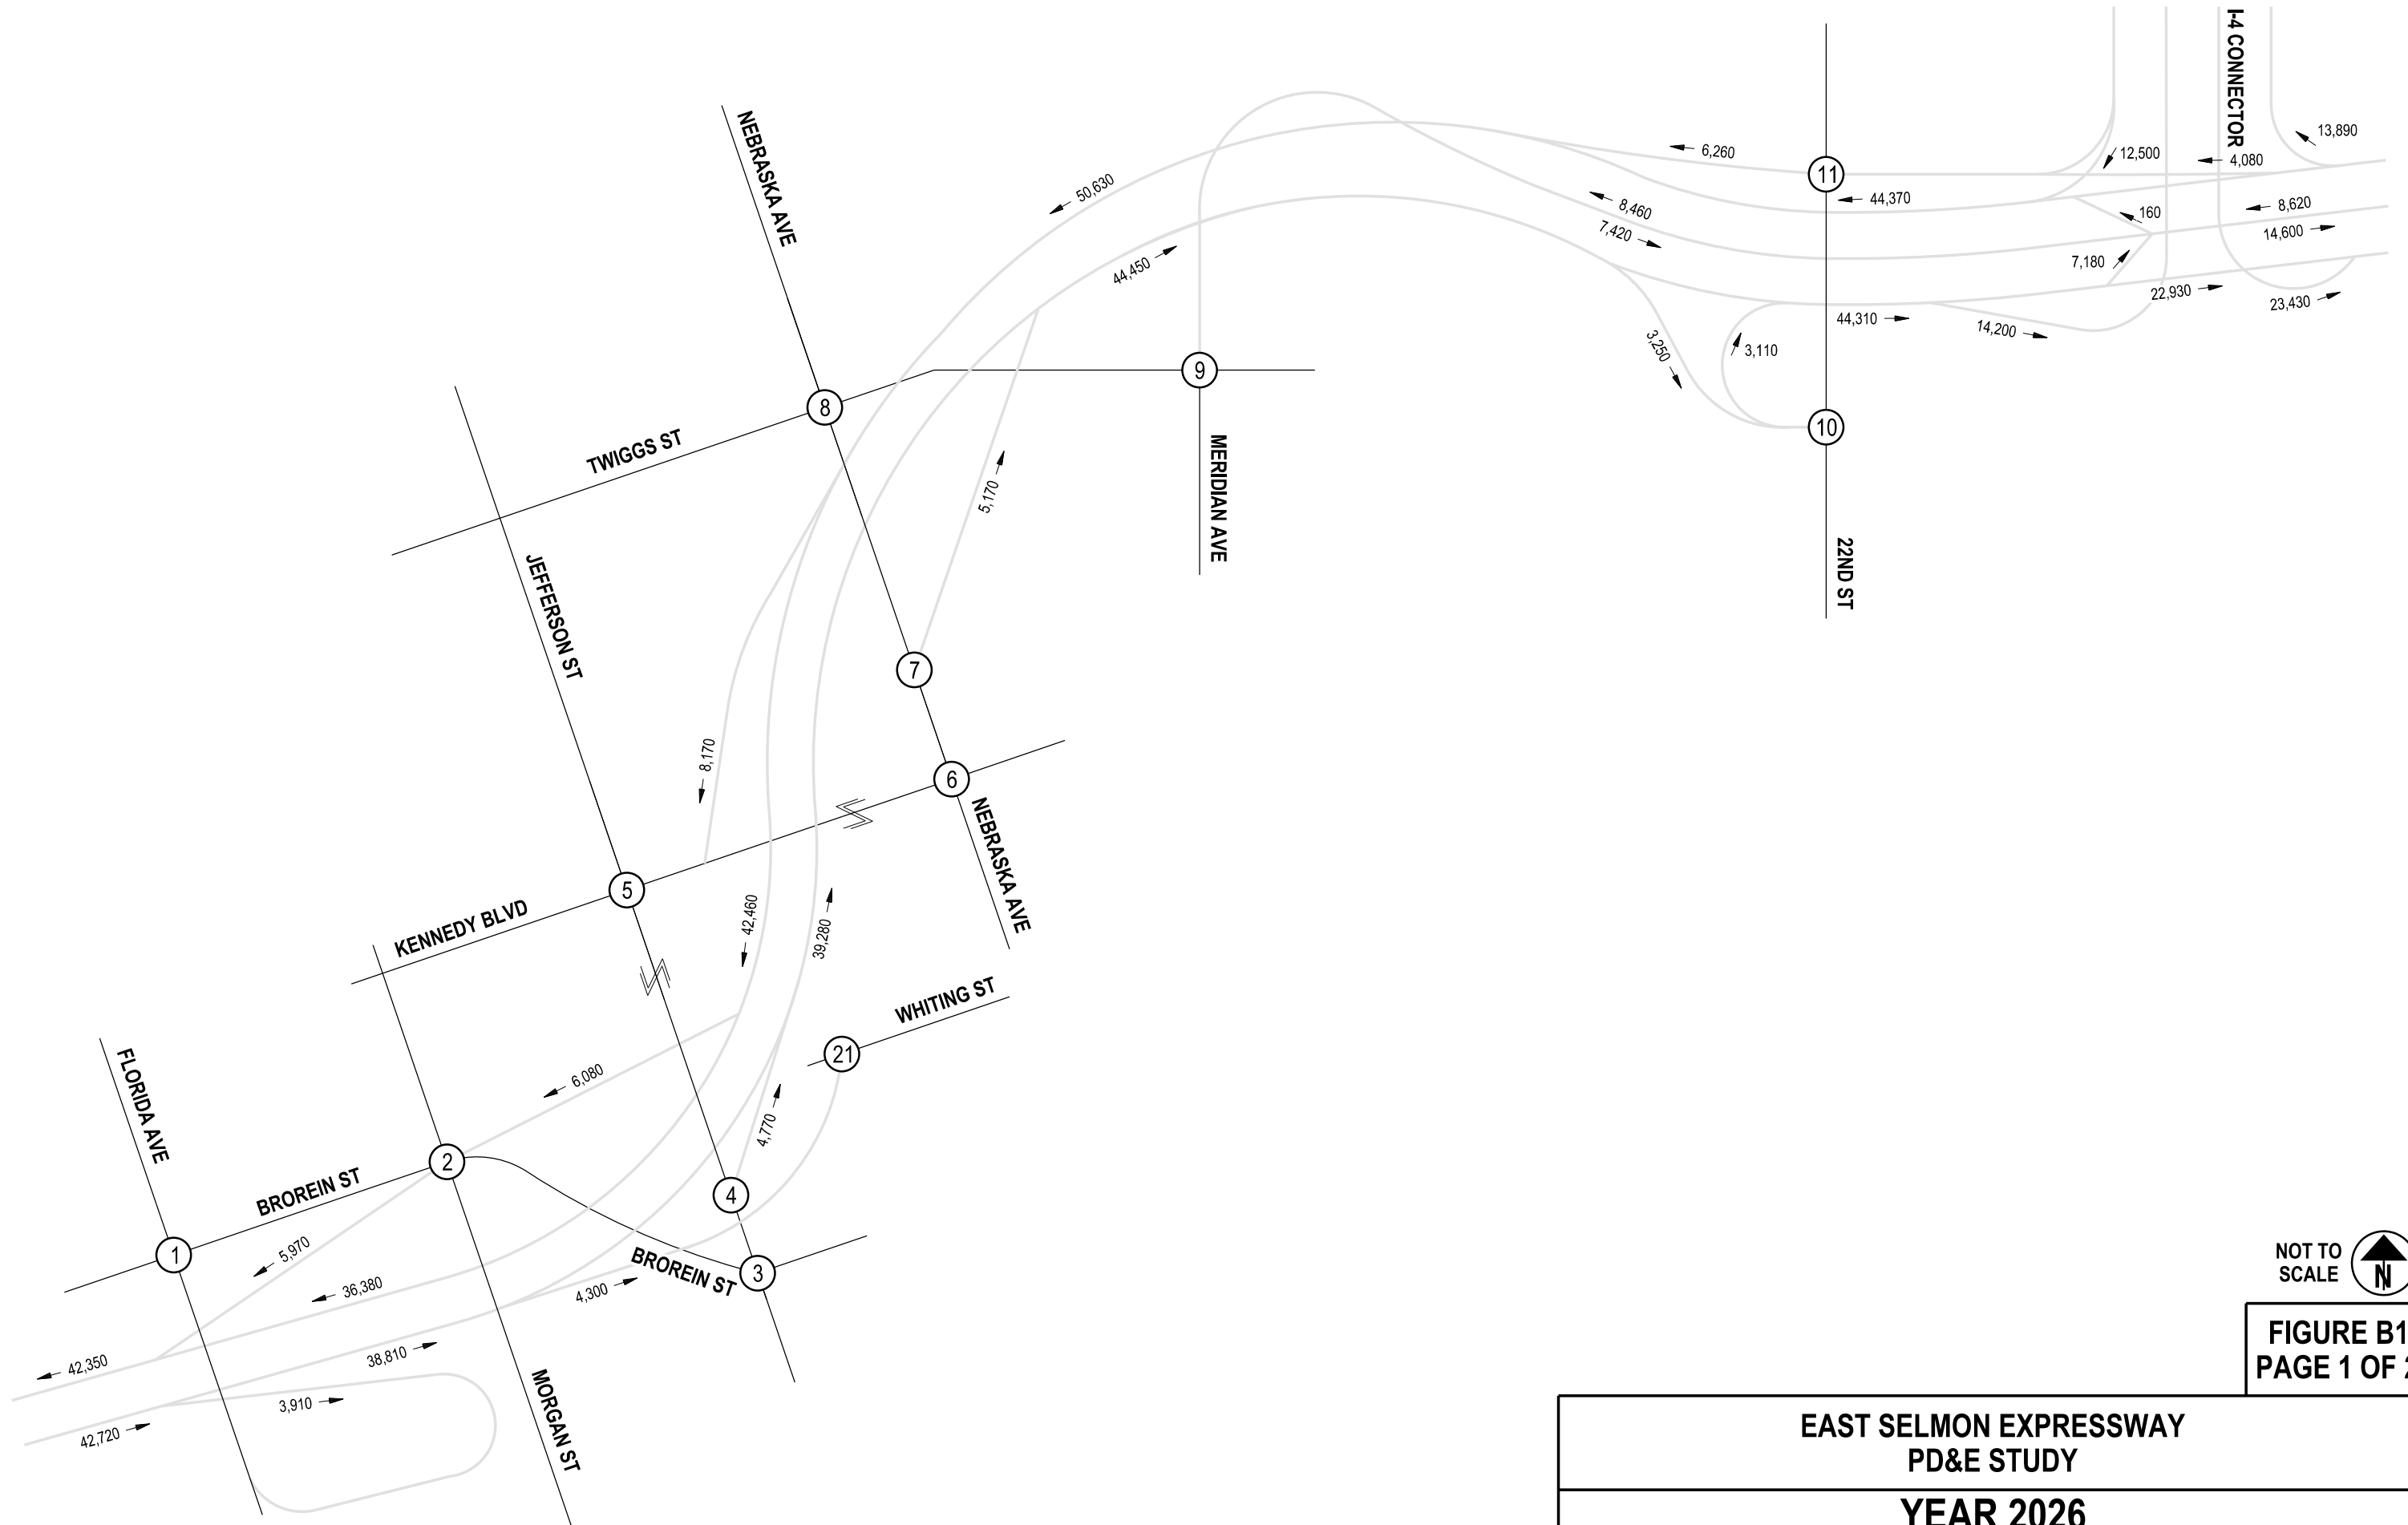 I-4 CONNECTOR
13,890
12,500
4,080
6,260
11
44,370
NEBRASKA AVE
50,630
8,460
160
8,620
7,420
14,600
44,450
7,180
22,930
23,430
44,310
14,200
3,250
3,110
9
8
10
TWIGGS ST
MERIDIAN AVE
5,170
22ND ST
JEFFERSON ST
7
8,170
6
NEBRASKA AVE
5
KENNEDY BLVD
42,460
39,280
WHITING ST
21
FLORIDA AVE
6,080
4,770
2
BROREIN ST
4
1
5,970
BROREIN ST
3
36,380
4,300
42,350
38,810
3,910
42,720
MORGAN ST
NOT TO
SCALE
N
FIGURE B1
PAGE 1 OF 2
EAST SELMON EXPRESSWAY
PD&E STUDY
YEAR 2026